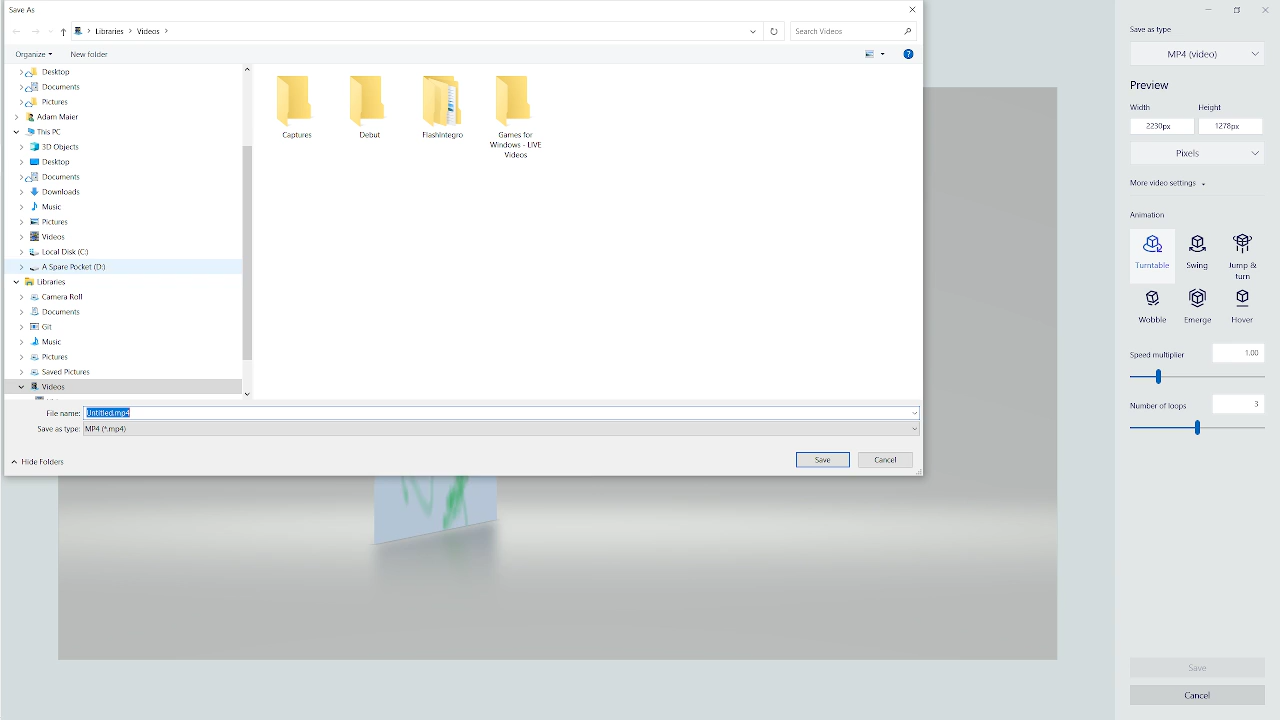 Save As
Libraries
Videos
Search Videos
Organize
New folder
Desktop
Documents
Pictures
Adam Maier
This PC
3D Objects
Desktop
Documents
Downloads
Music
Pictures
Videos
Local Disk (C:)
A Spare Pocket (D:)
Libraries
Camera Roll
Documents
Git
Music
Pictures
Saved Pictures
Videos
Captures
Debut
FlashIntegro
Games for
Windows - LIVE
Videos
File name: Untitled.mp4
Save as type: MP4 (*.mp4)
Hide Folders
Save
Cancel
Save as type
MP4 (video)
Preview
Width
Height
2230px
1278px
Pixels
More video settings
Animation
Turntable
Swing
Jump &
turn
Wobble
Emerge
Hover
Speed multiplier
1.00
Number of loops
3
Save
Cancel